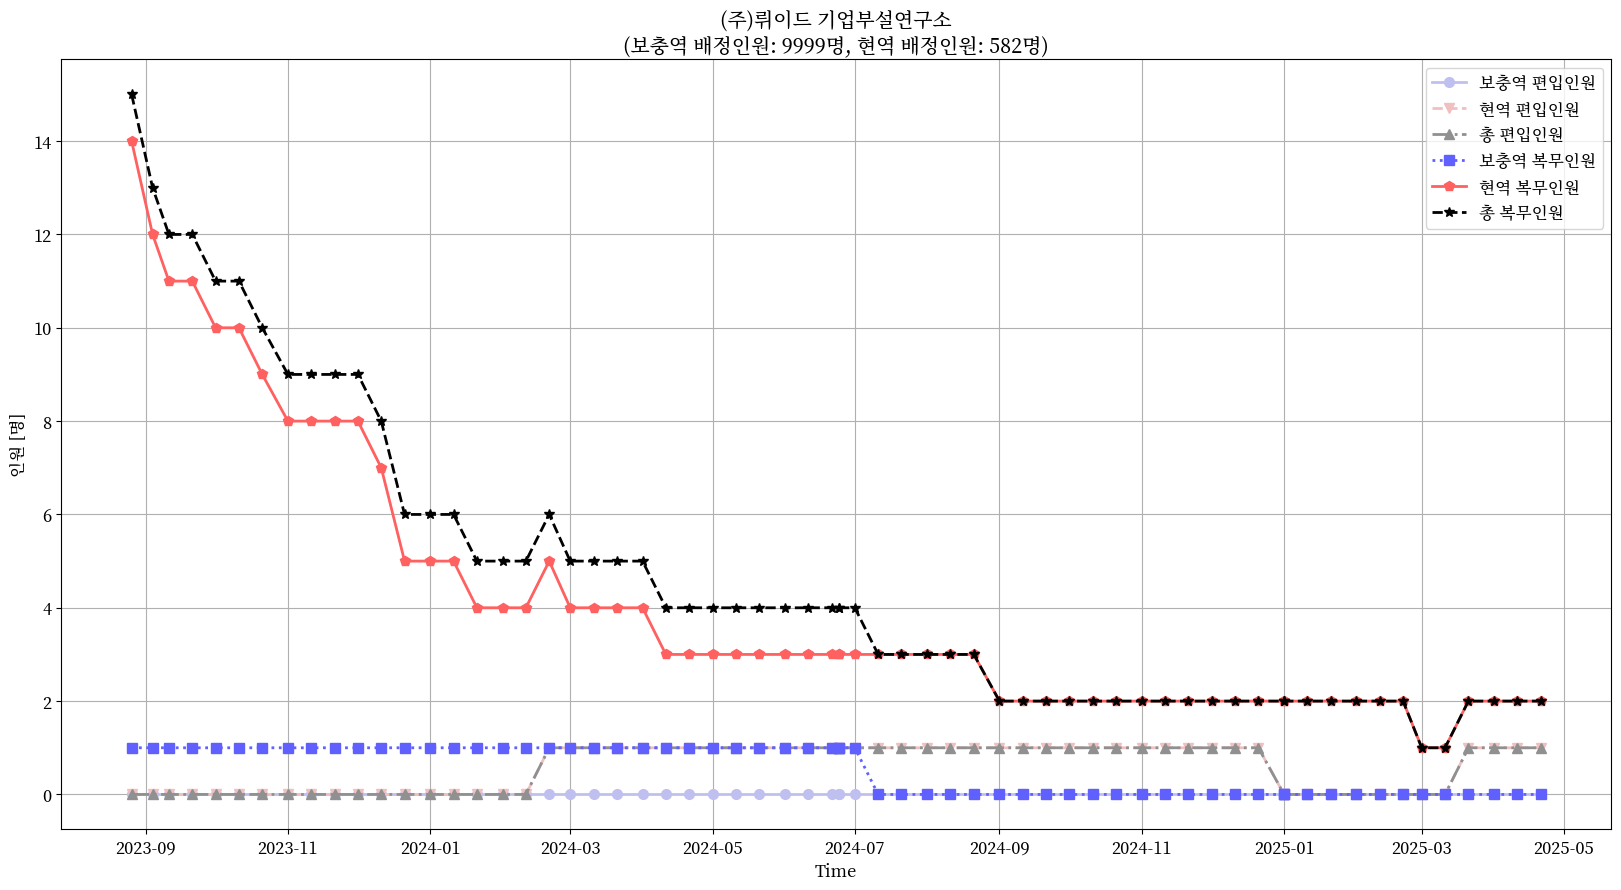 (주)뤼이드 기업부설연구소
(보충역 배정인원: 9999명, 현역 배정인원: 582명)
보충역 편입인원
현역 편입인원
총 편입인원
보충역 복무인원
현역 복무인원
총 복무인원
인원 [명]
14
12
10
8
6
4
2
0
2023-09 2023-11 2024-01 2024-03 2024-05 2024-07 2024-09 2024-11 2025-01 2025-03 2025-05
Time